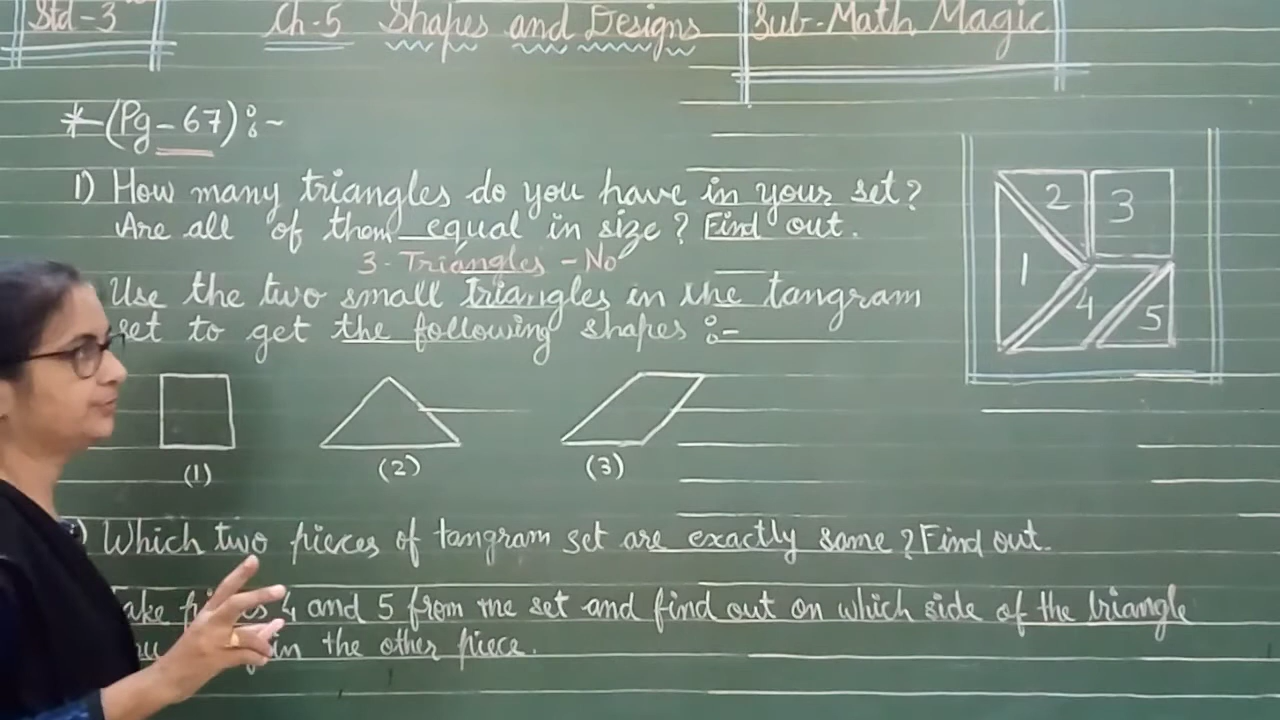 Std-3 Ch-5 Shapes and Designs Sub-Math Magic
*(Pg-67):-
1) How many triangles do you have in your set?
Are all of them equal in size? Find out.
3-Triangles - No
Use the two small triangles in the tangram
set to get the following shapes :-
(1) (2) (3)
) Which two pieces of tangram set are exactly same? Find out.
4 and 5 from the set and find out on which side of the triangle
the other piece.
2 3
1
4
5